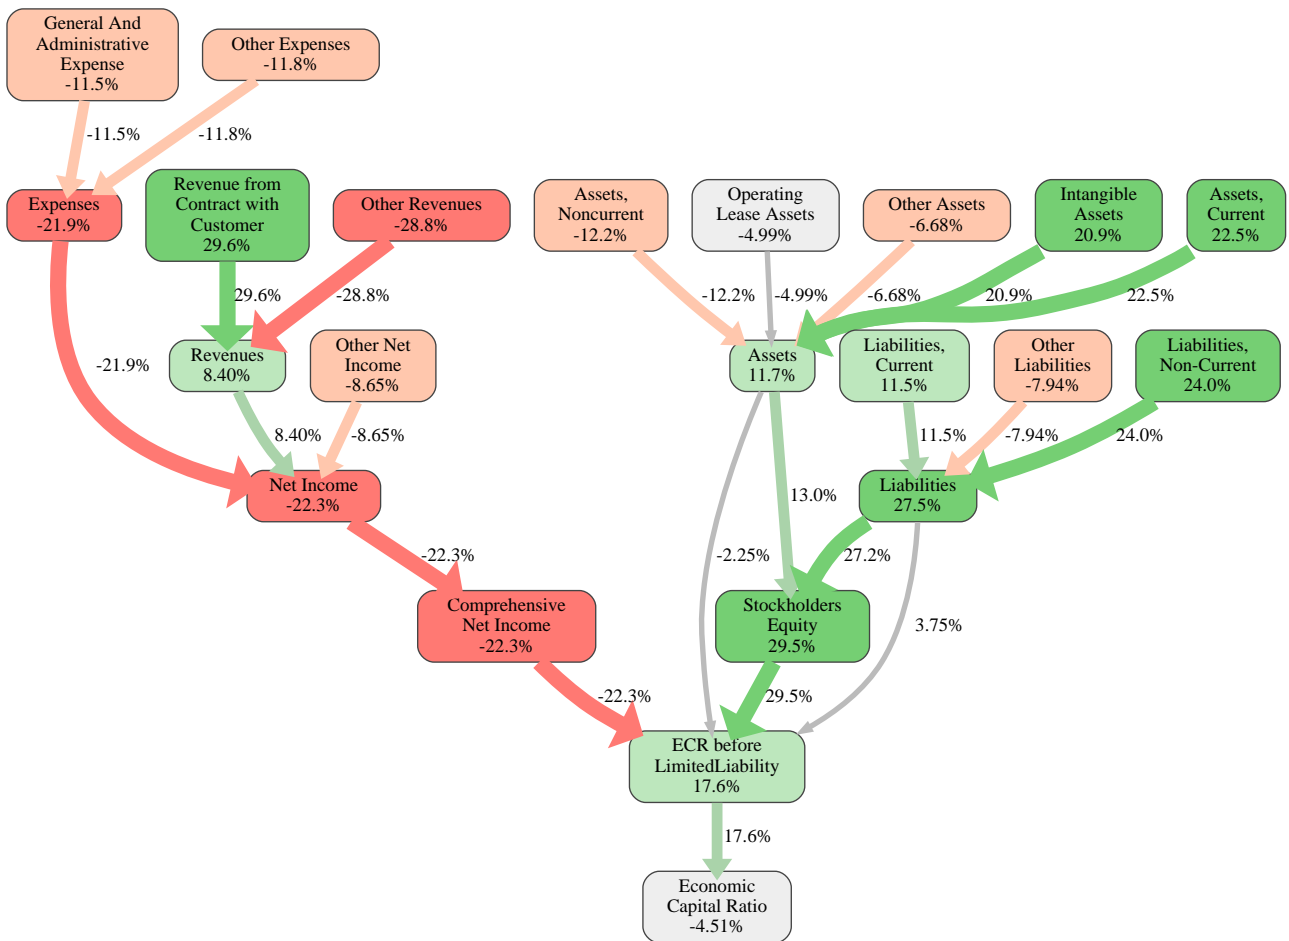 General And
Administrative
Expense
-11.5%
Other Expenses
-11.8%
-11.5%
-11.8%
Expenses
-21.9%
Revenue from
Contract with
Customer
29.6%
Other Revenues
-28.8%
Assets,
Noncurrent
-12.2%
Operating
Lease Assets
-4.99%
Other Assets
-6.68%
Intangible
Assets
20.9%
Assets,
Current
22.5%
29.6%
-28.8%
-12.2%
-4.99%
-6.68%
20.9%
22.5%
-21.9%
Revenues
8.40%
Other Net
Income
-8.65%
Assets
11.7%
Liabilities,
Current
11.5%
Other
Liabilities
-7.94%
Liabilities,
Non-Current
24.0%
8.40%
-8.65%
11.5%
-7.94%
24.0%
Net Income
-22.3%
13.0%
Liabilities
27.5%
-22.3%
-2.25%
27.2%
Comprehensive
Net Income
-22.3%
Stockholders
Equity
29.5%
3.75%
-22.3%
29.5%
ECR before
LimitedLiability
17.6%
17.6%
Economic
Capital Ratio
-4.51%